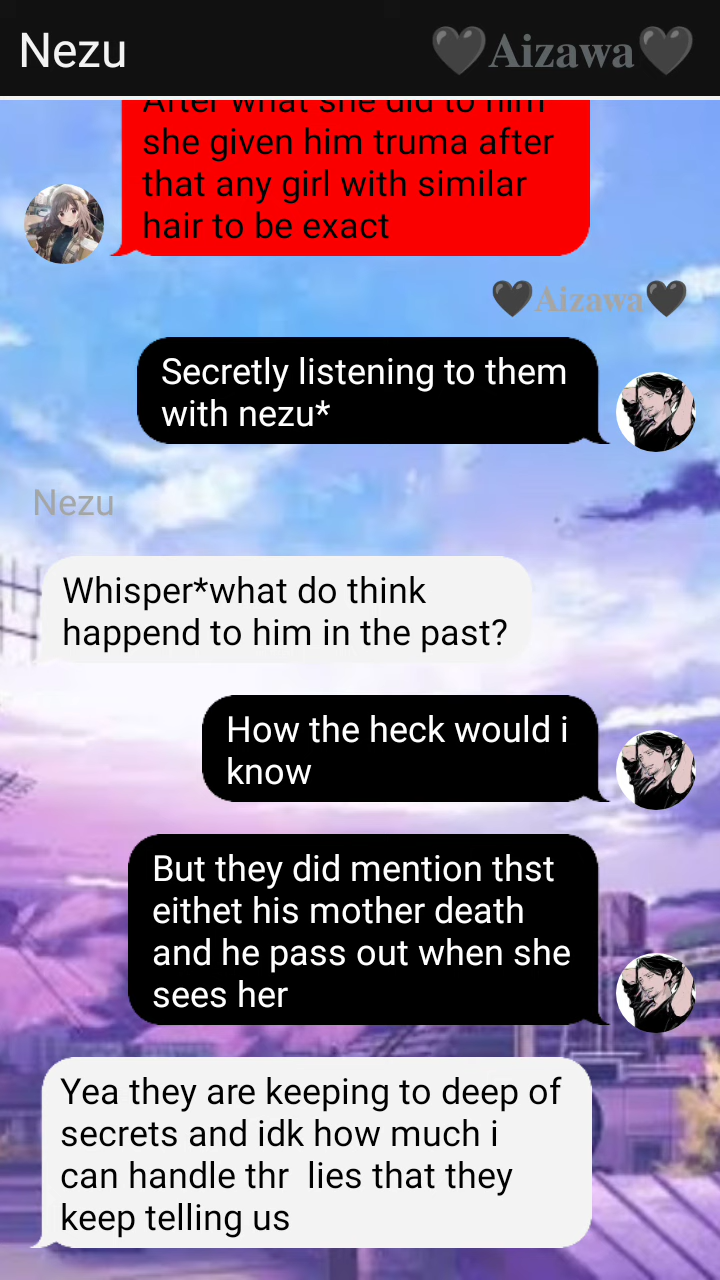 Nezu
🖤Aizawa🖤
After what she did to him
she given him truma after
that any girl with similar
hair to be exact
🖤Aizawa🖤
Secretly listening to them
with nezu*
Nezu
Whisper*what do think
happend to him in the past?
How the heck would i
know
But they did mention thst
eithet his mother death
and he pass out when she
sees her
Yea they are keeping to deep of
secrets and idk how much i
can handle thr  lies that they
keep telling us